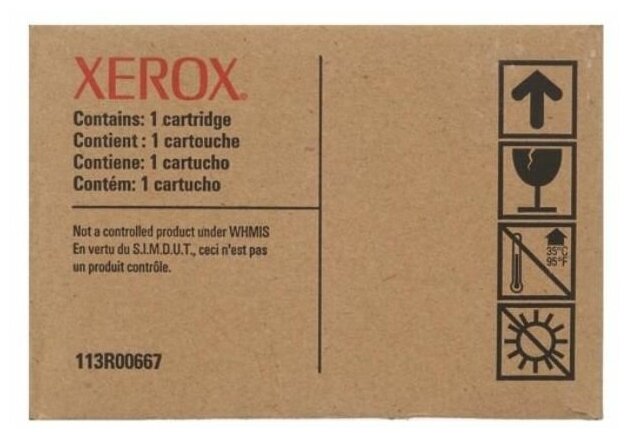 XEROX®
Contains: 1 cartridge
Contient : 1 cartouche
Contiene: 1 cartucho
Contém: 1 cartucho
Not a controlled product under WHMIS
En vertu du S.I.M.D.U.T., ceci n'est pas
un produit contrôle.
113R00667
35°C
95°F